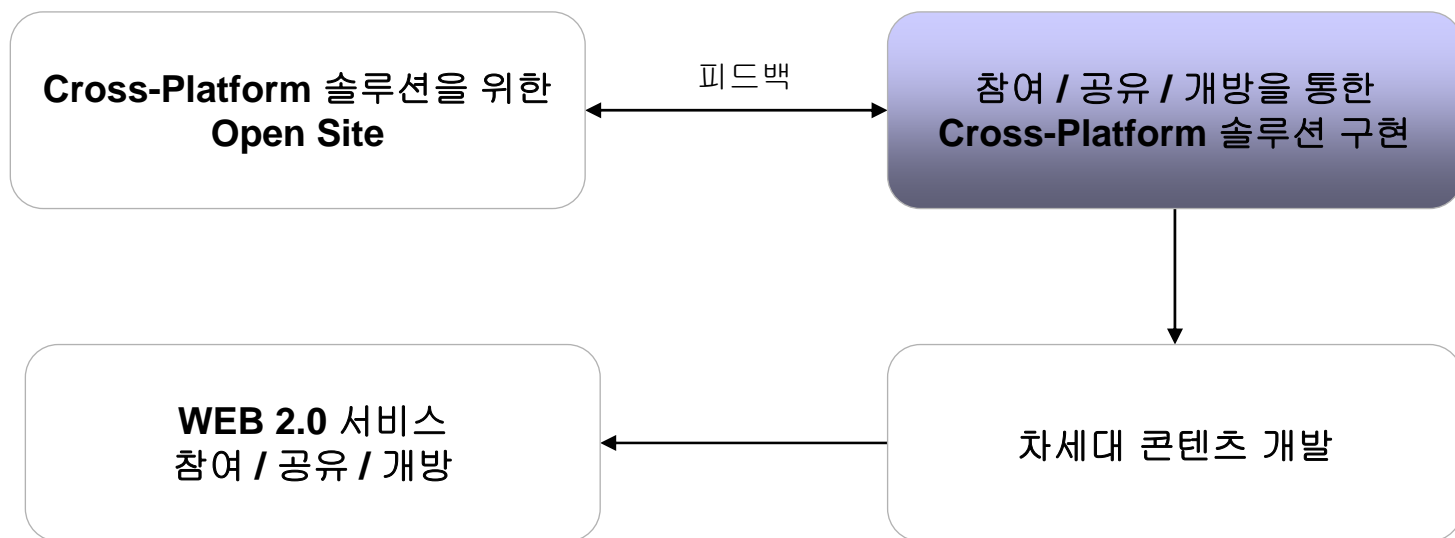 Cross-Platform 솔루션을 위한
Open Site
피드백
참여 / 공유 / 개방을 통한
Cross-Platform 솔루션 구현
WEB 2.0 서비스
참여 / 공유 / 개방
차세대 콘텐츠 개발